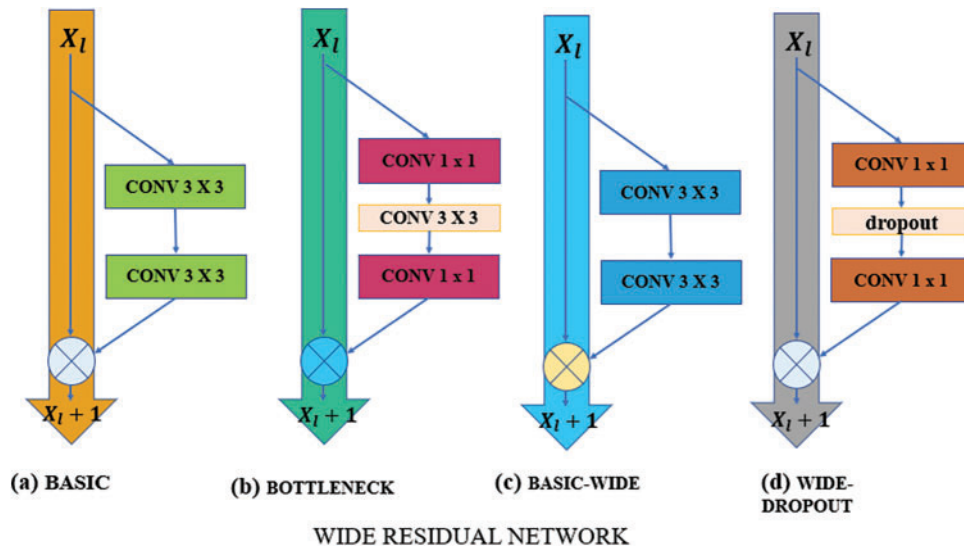 X_l
CONV 3 X 3
CONV 3 X 3
X_l + 1
(a) BASIC
X_l
CONV 1 x 1
CONV 3 X 3
CONV 1 x 1
X_l + 1
(b) BOTTLENECK
CONV 3 X 3
CONV 3 X 3
X_l
X_l + 1
(c) BASIC-WIDE
X_l
CONV 1 x 1
dropout
CONV 1 x 1
X_l + 1
(d) WIDE-
DROPOUT
WIDE RESIDUAL NETWORK